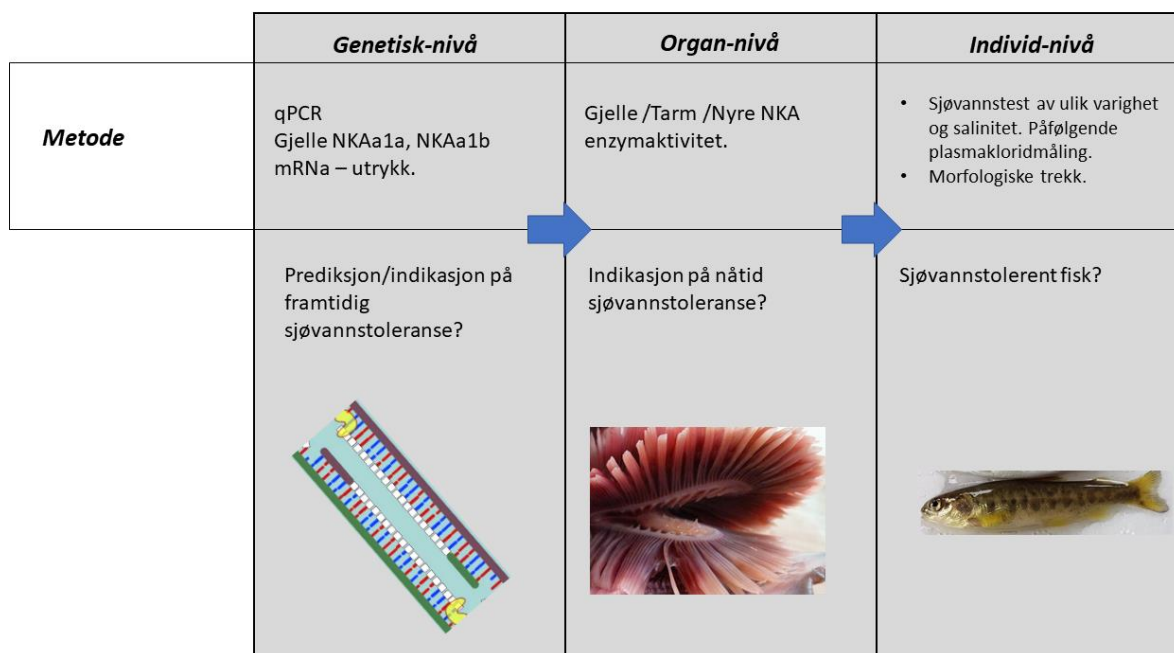 Genetisk-nivå
Organ-nivå
Individ-nivå
Metode
qPCR
Gjelle NKAa1a, NKAa1b
mRNa – utrykk.
Gjelle /Tarm /Nyre NKA
enzymaktivitet.
• Sjøvannstest av ulik varighet
og salinitet. Påfølgende
plasmakloridmåling.
• Morfologiske trekk.
Prediksjon/indikasjon på
framtidig
sjøvannstoleranse?
Indikasjon på nåtid
sjøvannstoleranse?
Sjøvannstolerent fisk?